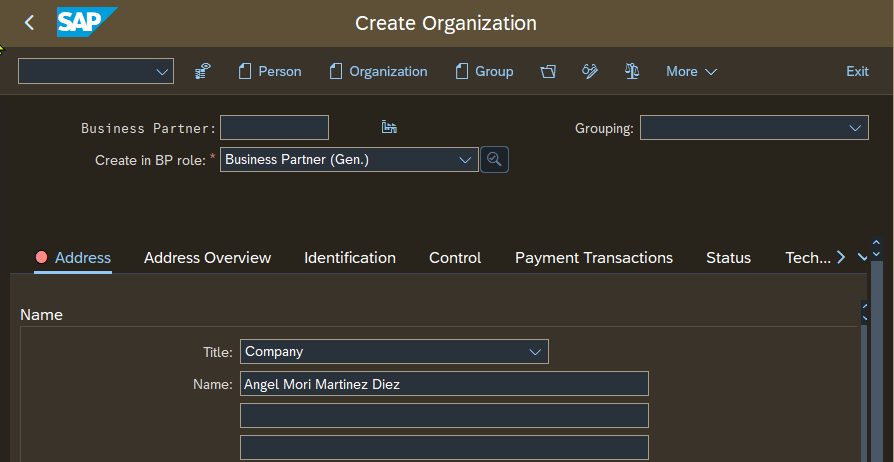 SAP Create Organization
Person Organization Group More Exit
Business Partner: Grouping:
Create in BP role: * Business Partner (Gen.)
Address Address Overview Identification Control Payment Transactions Status Tech...
Name
Title: Company
Name: Angel Mori Martinez Diez